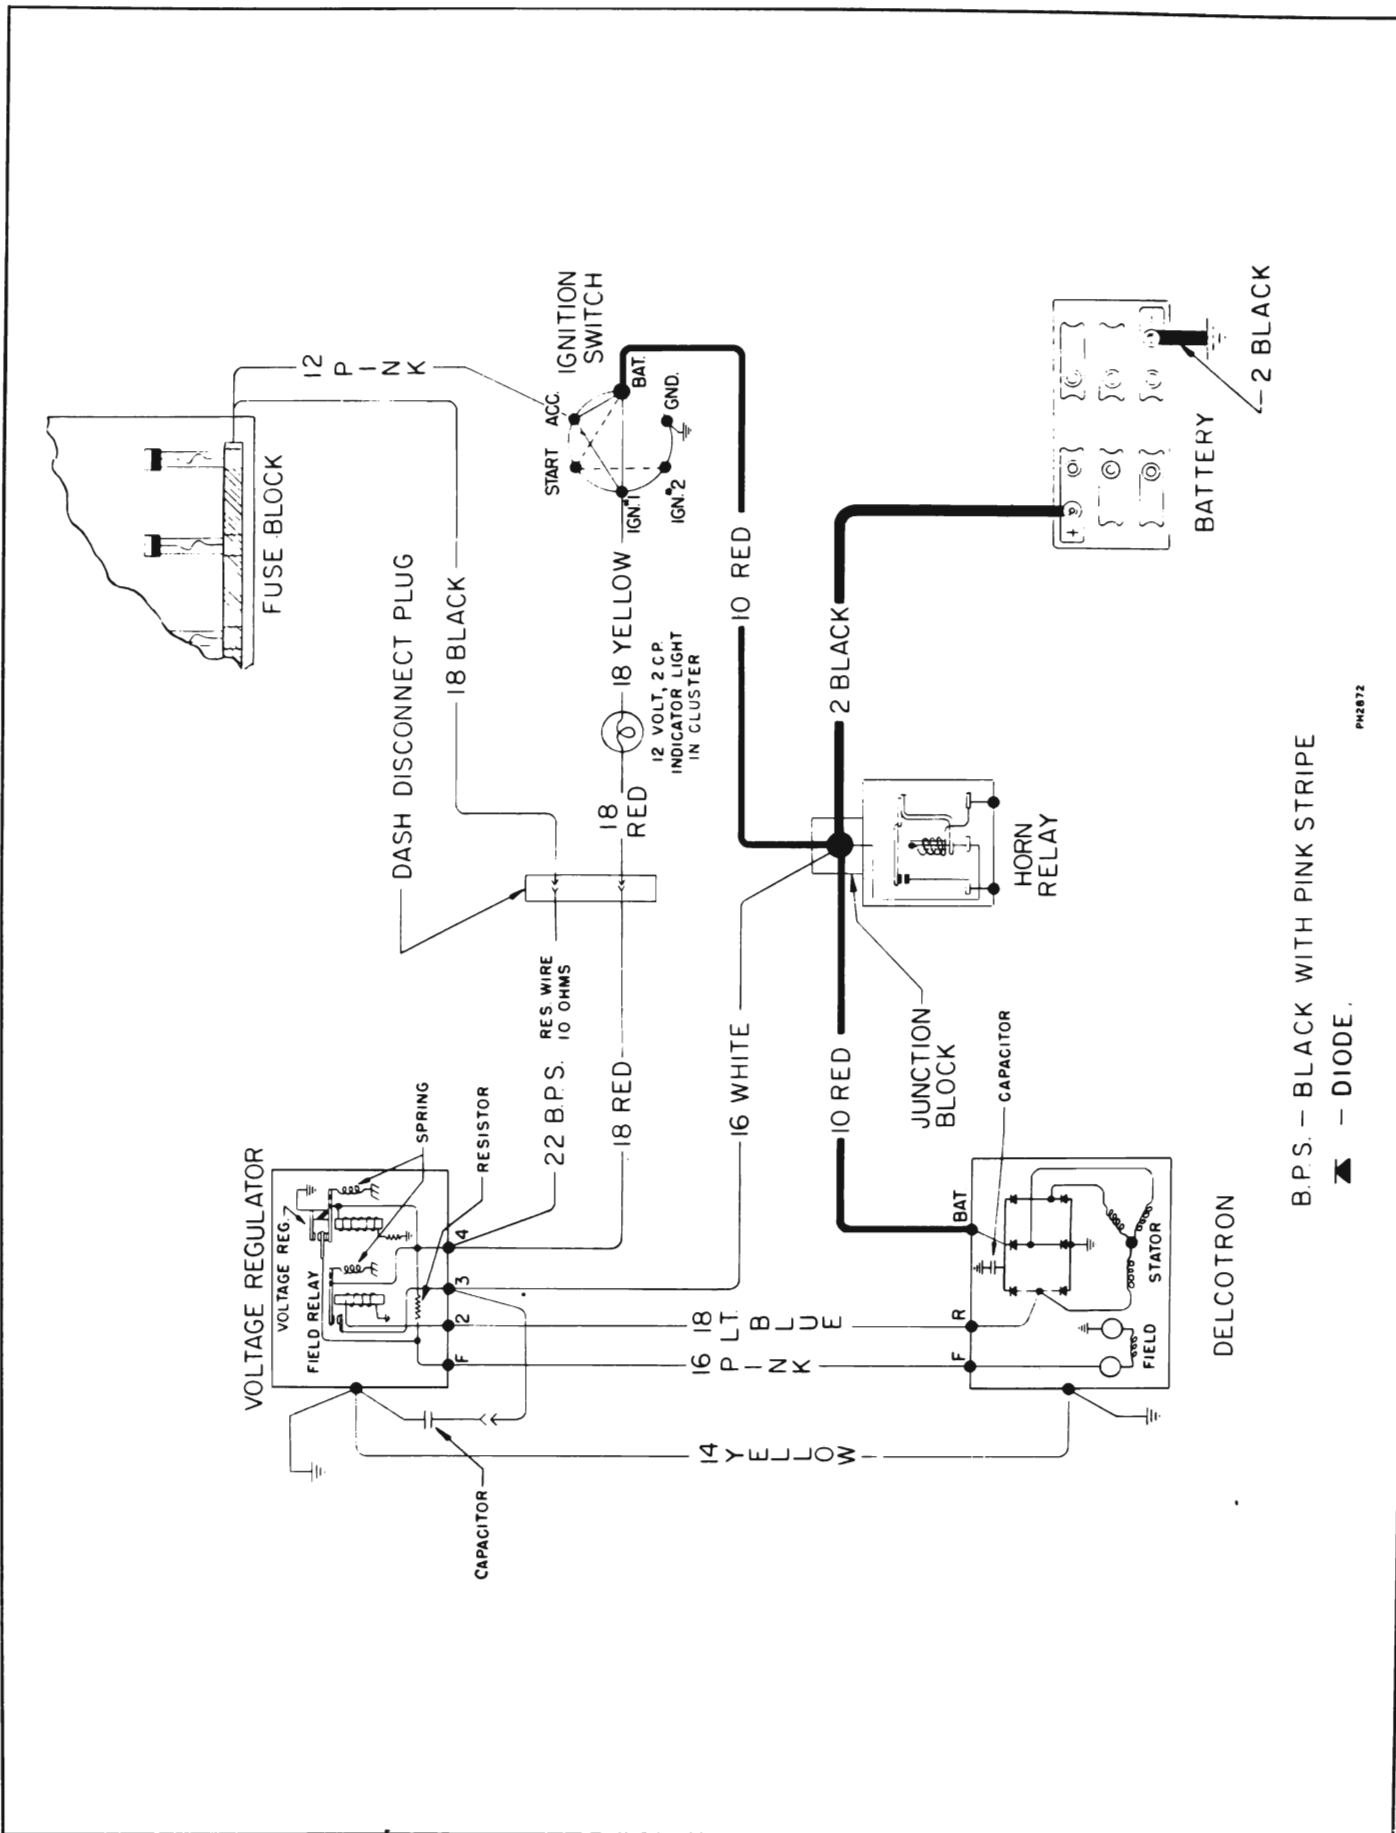 FUSE BLOCK
12
PINK
IGNITION
SWITCH
ACC.
START
BAT.
GND.
IGN.#1
IGN.#2
DASH DISCONNECT PLUG
18 BLACK
18 YELLOW
12 VOLT, 2 C.P.
INDICATOR LIGHT
IN CLUSTER
18
RED
10 RED
2 BLACK
BATTERY
+
-
2 BLACK
HORN
RELAY
JUNCTION
BLOCK
VOLTAGE REGULATOR
VOLTAGE REG.
FIELD RELAY
SPRING
RESISTOR
4
3
2
F
22 B.P.S.
RES. WIRE
10 OHMS
18 RED
16 WHITE
10 RED
18
LT.
BLUE
16
PINK
14
YELLOW
CAPACITOR
CAPACITOR
BAT
R
F
STATOR
FIELD
DELCOTRON
B.P.S. – BLACK WITH PINK STRIPE
– DIODE.
PH2872